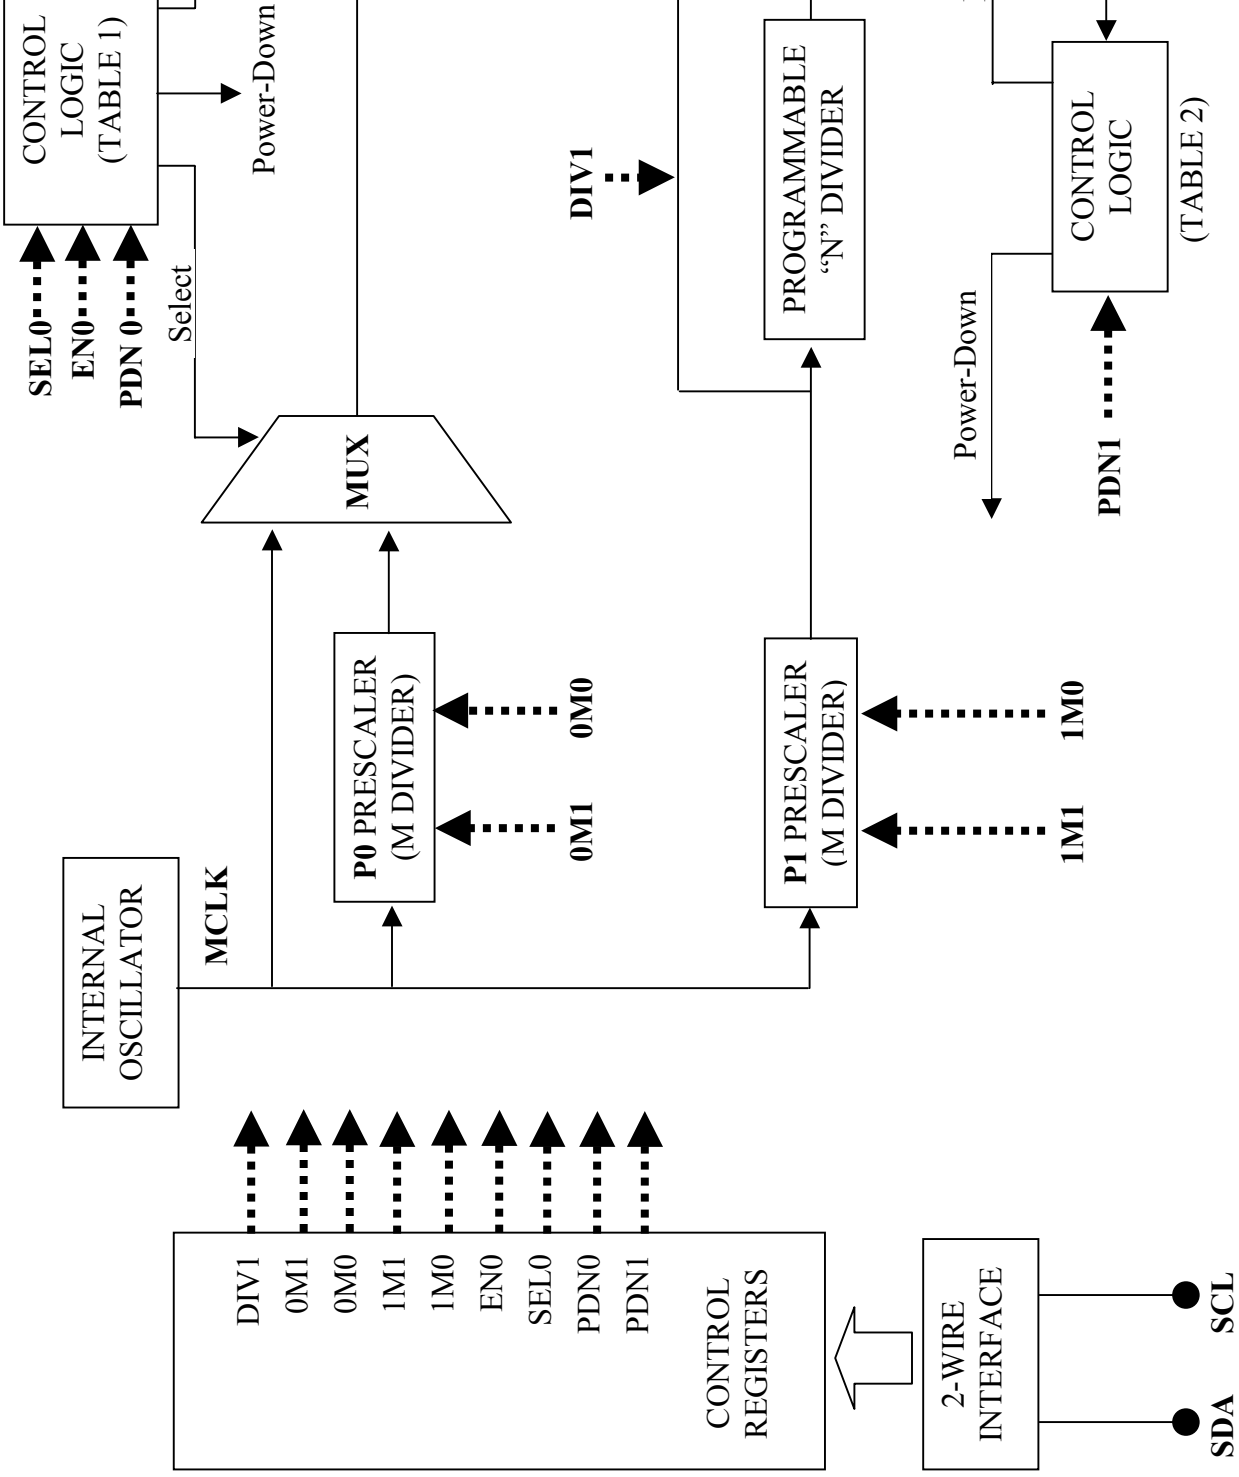 CONTROL
LOGIC
(TABLE 1)
Power-Down
SEL0
EN0
PDN 0
Select
MUX
DIV1
PROGRAMMABLE
“N” DIVIDER
CONTROL
LOGIC
(TABLE 2)
Power-Down
PDN1
P0 PRESCALER
(M DIVIDER)
0M1
0M0
P1 PRESCALER
(M DIVIDER)
1M1
1M0
INTERNAL
OSCILLATOR
MCLK
DIV1
0M1
0M0
1M1
1M0
EN0
SEL0
PDN0
PDN1
CONTROL
REGISTERS
2-WIRE
INTERFACE
SDA
SCL